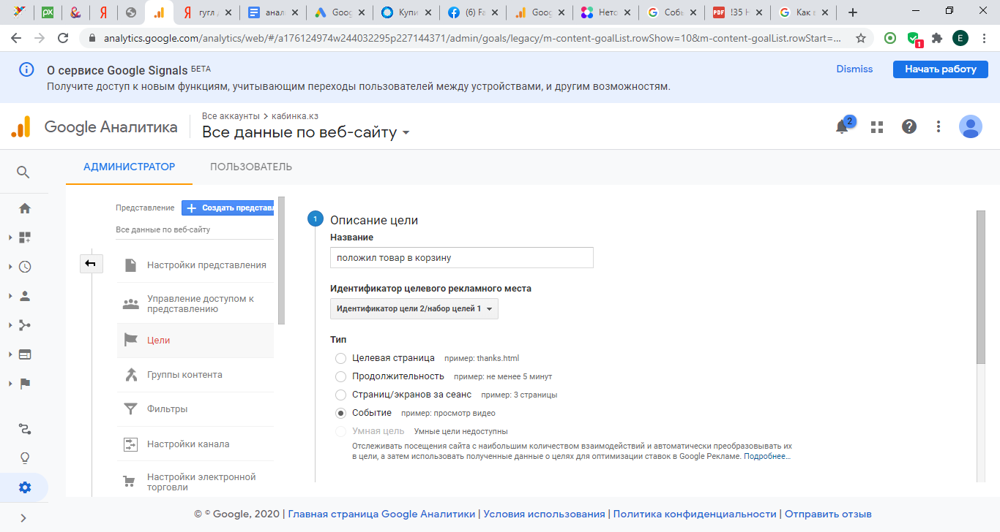 гугл д
анал
Goog
Купи
(6) Fa
Goog
Нето
Собы
!35 Н
Как в
analytics.google.com/analytics/web/#/a176124974w244032295p227144371/admin/goals/legacy/m-content-goalList.rowShow=10&m-content-goalList.rowStart=...
1
E
О сервисе Google Signals БЕТА
Dismiss
Начать работу
Получите доступ к новым функциям, учитывающим переходы пользователей между устройствами, и другим возможностям.
Google Аналитика
Все аккаунты > кабинка.кз
Все данные по веб-сайту
2
АДМИНИСТРАТОР
ПОЛЬЗОВАТЕЛЬ
Представление
+ Создать представл
Все данные по веб-сайту
Настройки представления
Управление доступом к
представлению
Цели
Группы контента
Фильтры
Настройки канала
Настройки электронной
торговли
1
Описание цели
Название
положил товар в корзину
Идентификатор целевого рекламного места
Идентификатор цели 2/набор целей 1
Тип
Целевая страница пример: thanks.html
Продолжительность пример: не менее 5 минут
Страниц/экранов за сеанс пример: 3 страницы
Событие пример: просмотр видео
Умная цель Умные цели недоступны
Отслеживать посещения сайта с наибольшим количеством взаимодействий и автоматически преобразовывать их
в цели, а затем использовать полученные данные о целях для оптимизации ставок в Google Рекламе. Подробнее...
© © Google, 2020 | Главная страница Google Аналитики | Условия использования | Политика конфиденциальности | Отправить отзыв